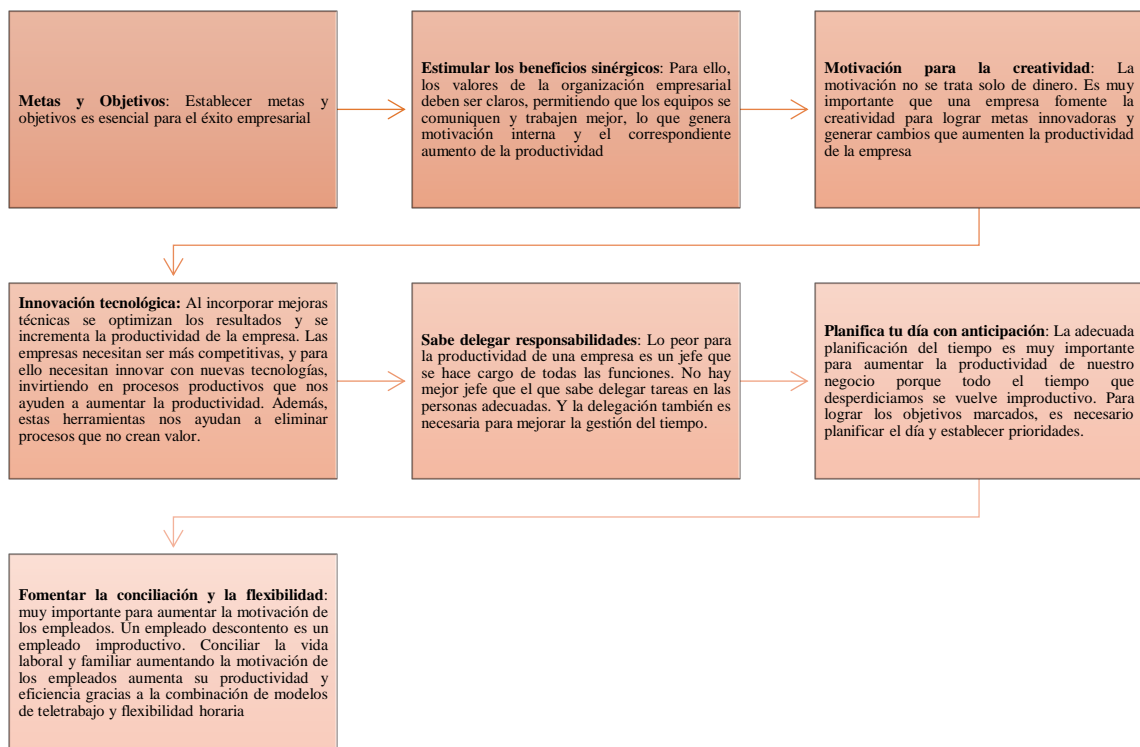 Metas y Objetivos: Establecer metas y
objetivos es esencial para el éxito empresarial
Estimular los beneficios sinérgicos: Para ello,
los valores de la organización empresarial
deben ser claros, permitiendo que los equipos se
comuniquen y trabajen mejor, lo que genera
motivación interna y el correspondiente
aumento de la productividad
Motivación para la creatividad: La
motivación no se trata solo de dinero. Es muy
importante que una empresa fomente la
creatividad para lograr metas innovadoras y
generar cambios que aumenten la productividad
de la empresa
Innovación tecnológica: Al incorporar mejoras
técnicas se optimizan los resultados y se
incrementa la productividad de la empresa. Las
empresas necesitan ser más competitivas, y para
ello necesitan innovar con nuevas tecnologías,
invirtiendo en procesos productivos que nos
ayuden a aumentar la productividad. Además,
estas herramientas nos ayudan a eliminar
procesos que no crean valor.
Sabe delegar responsabilidades: Lo peor para
la productividad de una empresa es un jefe que
se hace cargo de todas las funciones. No hay
mejor jefe que el que sabe delegar tareas en las
personas adecuadas. Y la delegación también es
necesaria para mejorar la gestión del tiempo.
Planifica tu día con anticipación: La adecuada
planificación del tiempo es muy importante
para aumentar la productividad de nuestro
negocio porque todo el tiempo que
desperdiciamos se vuelve improductivo. Para
lograr los objetivos marcados, es necesario
planificar el día y establecer prioridades.
Fomentar la conciliación y la flexibilidad:
muy importante para aumentar la motivación de
los empleados. Un empleado descontento es un
empleado improductivo. Conciliar la vida
laboral y familiar aumentando la motivación de
los empleados aumenta su productividad y
eficiencia gracias a la combinación de modelos
de teletrabajo y flexibilidad horaria